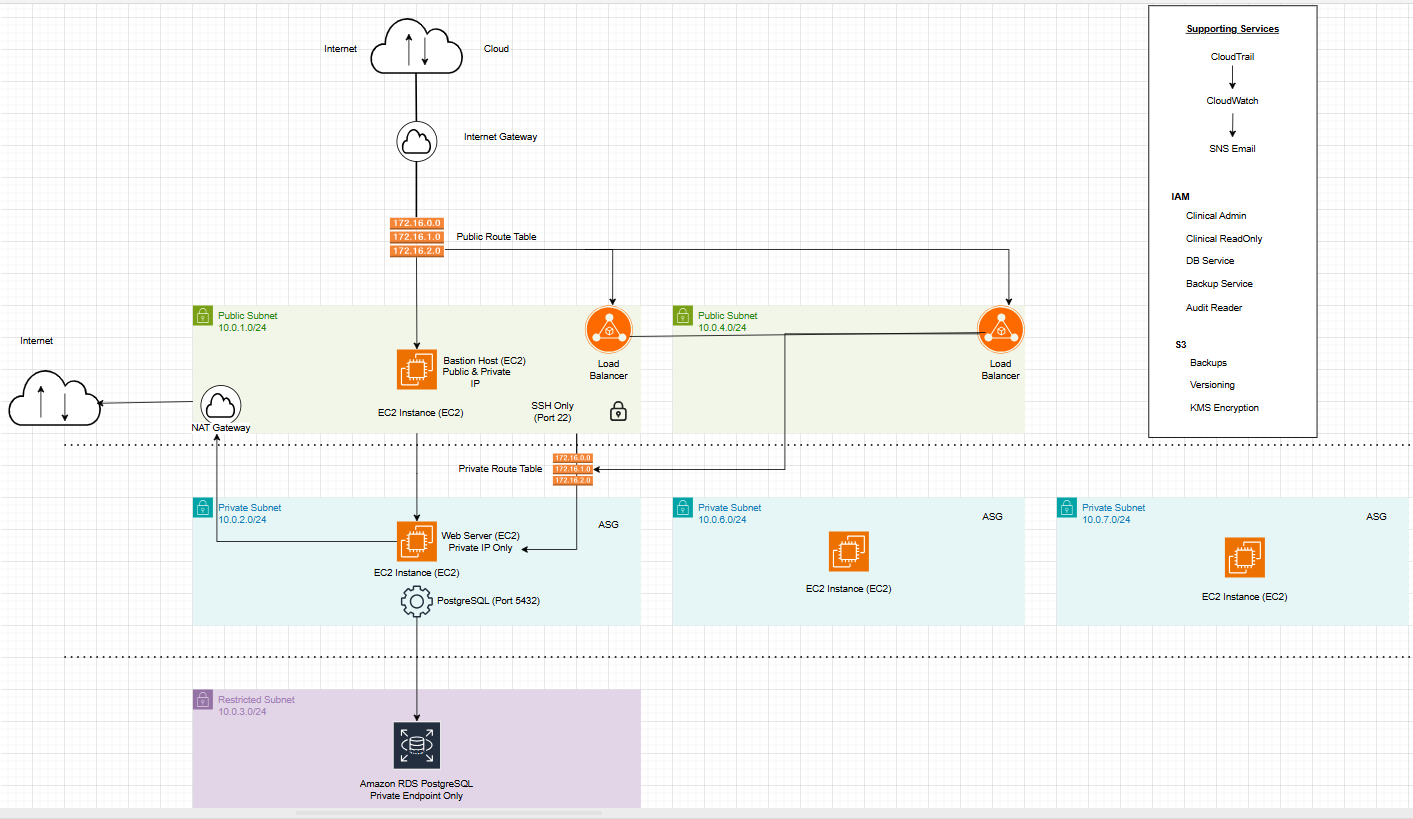 Internet
Cloud
Internet Gateway
172.16.0.0
172.16.1.0
172.16.2.0
Public Route Table
Supporting Services
CloudTrail
CloudWatch
SNS Email
IAM
Clinical Admin
Clinical ReadOnly
DB Service
Backup Service
Audit Reader
S3
Backups
Versioning
KMS Encryption
Internet
Public Subnet
10.0.1.0/24
Bastion Host (EC2)
Public & Private
IP
EC2 Instance (EC2)
Load
Balancer
SSH Only
(Port 22)
NAT Gateway
Public Subnet
10.0.4.0/24
Load
Balancer
Private Route Table
172.16.0.0
172.16.1.0
172.16.2.0
Private Subnet
10.0.2.0/24
ASG
Web Server (EC2)
Private IP Only
EC2 Instance (EC2)
PostgreSQL (Port 5432)
Private Subnet
10.0.6.0/24
ASG
EC2 Instance (EC2)
Private Subnet
10.0.7.0/24
ASG
EC2 Instance (EC2)
Restricted Subnet
10.0.3.0/24
Amazon RDS PostgreSQL
Private Endpoint Only